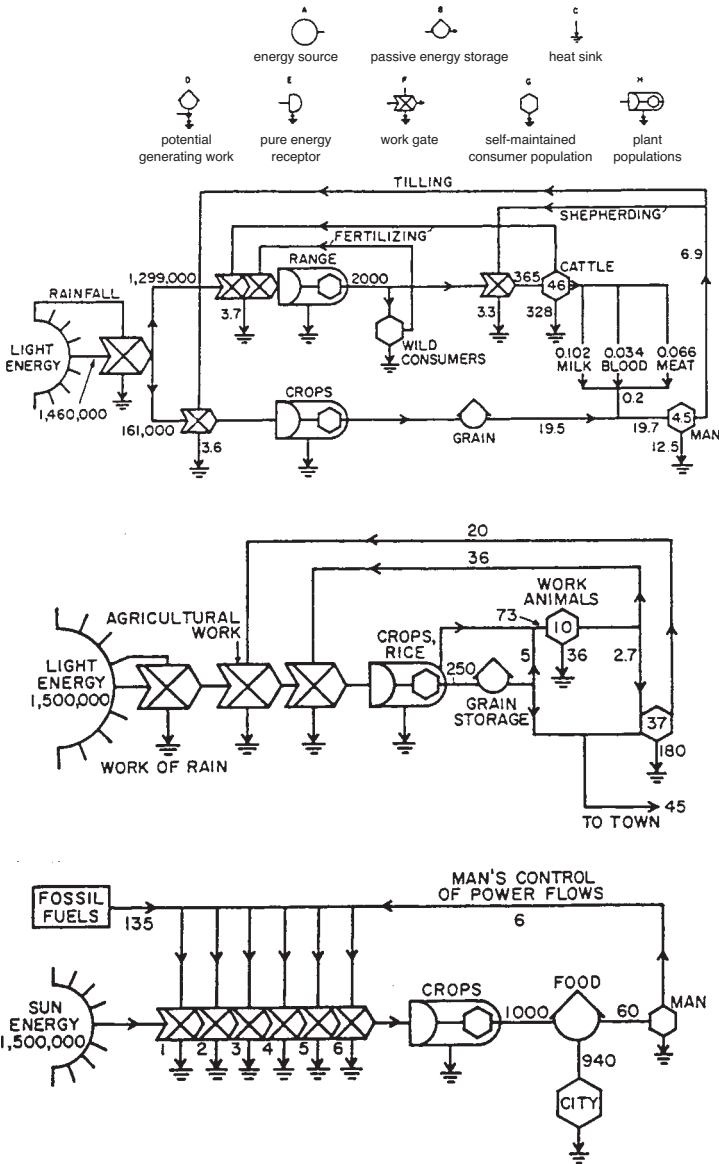 A
B
C
energy source
passive energy storage
heat sink
D
E
F
G
H
potential
generating work
pure energy
receptor
work gate
self-maintained
consumer population
plant
populations
TILLING
'SHEPHERDING'
'FERTILIZING'
6.9
RANGE
CATTLE
1,299,000
2000
365
46
RAINFALL
3.7
3.3
328
WILD
CONSUMERS
LIGHT
ENERGY
0.102
MILK
0.034
BLOOD
0.066
MEAT
1,460,000
CROPS
0.2
161,000
3.6
GRAIN
19.5
19.7
4.5
MAN
12.5
20
36
WORK
ANIMALS
AGRICULTURAL
WORK
73
10
CROPS,
RICE
LIGHT
ENERGY
1,500,000
250
5
36
2.7
GRAIN
STORAGE
37
WORK OF RAIN
180
TO TOWN
45
FOSSIL
FUELS
135
MAN'S CONTROL
OF POWER FLOWS
6
SUN
ENERGY
1,500,000
CROPS
1000
FOOD
60
MAN
1
2
3
4
5
6
940
CITY